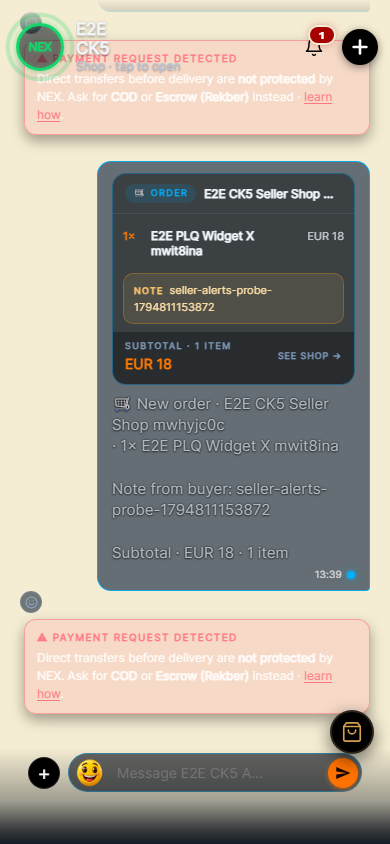 NEX
E2E
CK5
Shop · tap to open
1
▲ PAYMENT REQUEST DETECTED
Direct transfers before delivery are not protected by
NEX. Ask for COD or Escrow (Rekber) instead · learn
how.
ORDER E2E CK5 Seller Shop ...
1× E2E PLQ Widget X EUR 18
mwit8ina
NOTE seller-alerts-probe-
1794811153872
SUBTOTAL · 1 ITEM
EUR 18
SEE SHOP →
New order · E2E CK5 Seller
Shop mwhyjc0c
· 1× E2E PLQ Widget X mwit8ina
Note from buyer: seller-alerts-
probe-1794811153872
Subtotal · EUR 18 · 1 item
13:39
▲ PAYMENT REQUEST DETECTED
Direct transfers before delivery are not protected by
NEX. Ask for COD or Escrow (Rekber) instead · learn
how.
Message E2E CK5 A...